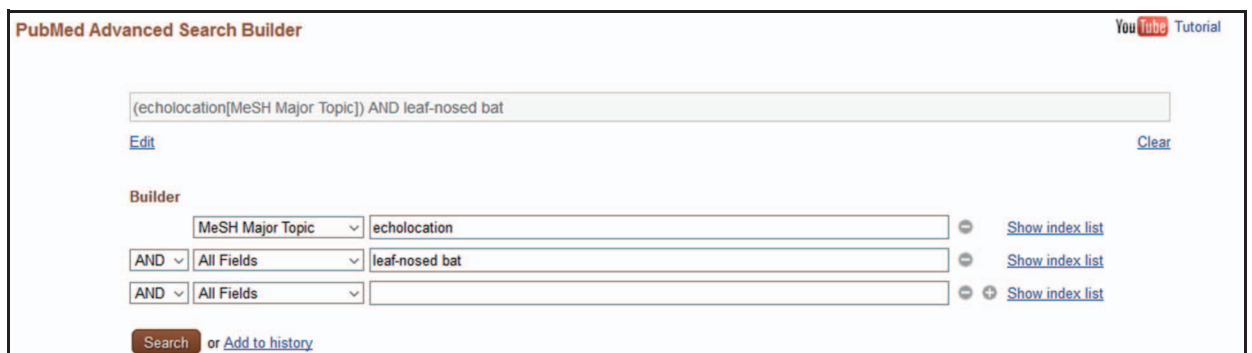 PubMed Advanced Search Builder
YouTube Tutorial
(echolocation[MeSH Major Topic]) AND leaf-nosed bat
Edit Clear
Builder
MeSH Major Topic echolocation Show index list
AND All Fields leaf-nosed bat Show index list
AND All Fields Show index list
Search or Add to history